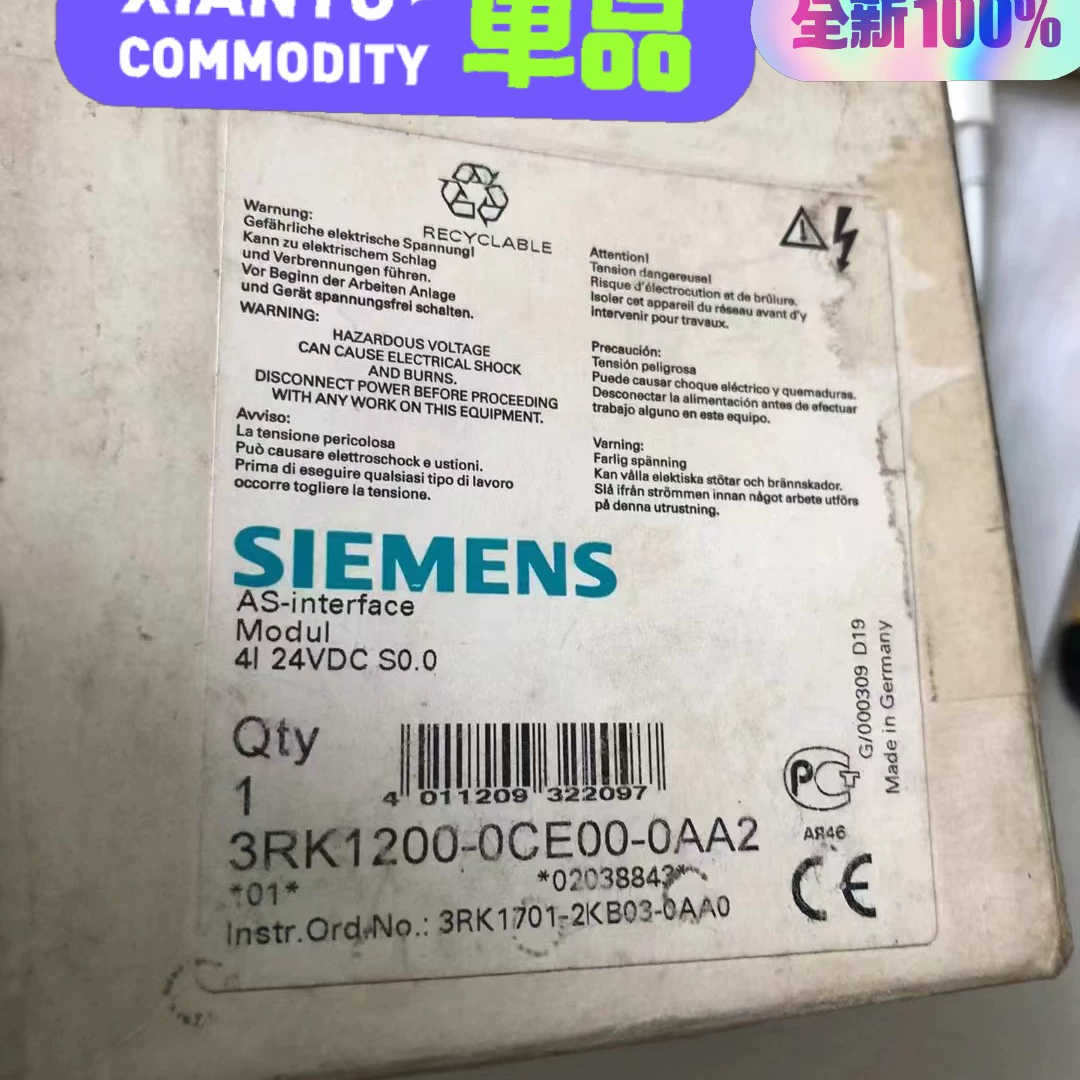 COMMODITY
单品
全新100%
RECYCLABLE
Warnung:
Gefährliche elektrische Spannung!
Kann zu elektrischem Schlag
und Verbrennungen führen.
Vor Beginn der Arbeiten Anlage
und Gerät spannungsfrei schalten.
WARNING:
HAZARDOUS VOLTAGE
CAN CAUSE ELECTRICAL SHOCK
AND BURNS.
DISCONNECT POWER BEFORE PROCEEDING
WITH ANY WORK ON THIS EQUIPMENT.
Avviso:
La tensione pericolosa
Può causare elettroschock e ustioni.
Prima di eseguire qualsiasi tipo di lavoro
occorre togliere la tensione.
Attention!
Tension dangereuse!
Risque d'électrocution et de brûlure.
Isoler cet appareil du réseau avant d'y
intervenir pour travaux.
Precaución:
Tensión peligrosa
Puede causar choque eléctrico y quemaduras.
Desconectar la alimentación antes de efectuar
trabajo alguno en este equipo.
Varning:
Farlig spänning
Kan vålla elektiska stötar och brännskador.
Slå ifrån strömmen innan något arbete utförs
på denna utrustning.
SIEMENS
AS-interface
Modul
4I 24VDC S0.0
Qty
1
4 011209 322097
3RK1200-0CE00-0AA2
*01*
*02038843*
Instr.Ord.No.: 3RK1701-2KB03-0AA0
G/000309 D19
Made in Germany
AR46
CE